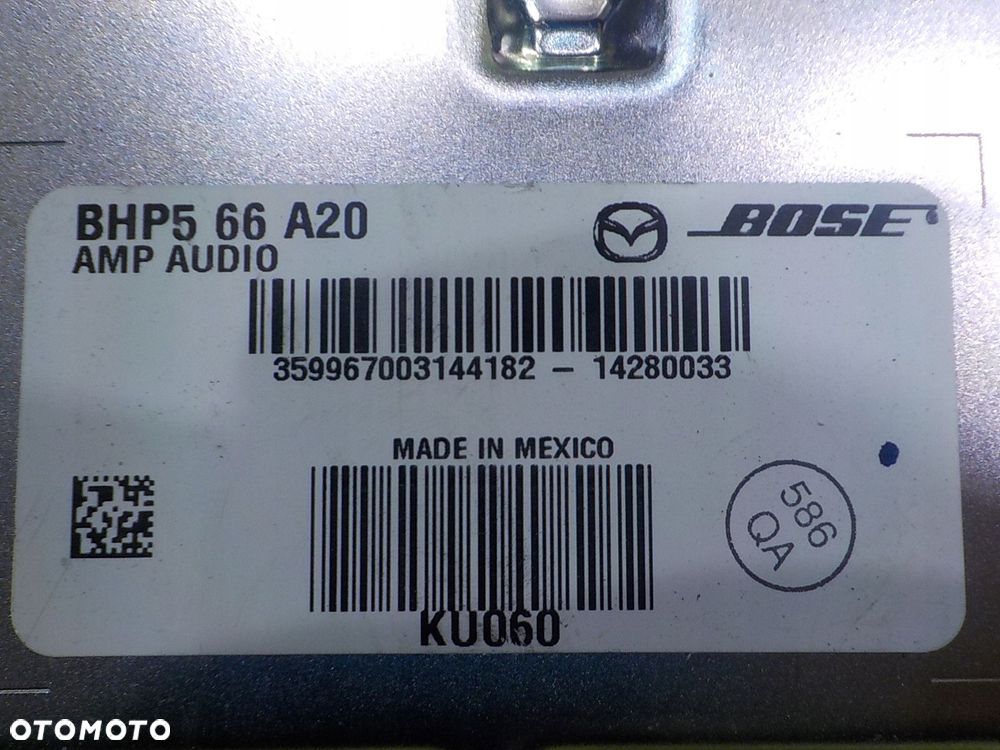 BHP5 66 A20
AMP AUDIO
BOSE
359967003144182 - 14280033
MADE IN MEXICO
KU060
586
QA
OTOMOTO